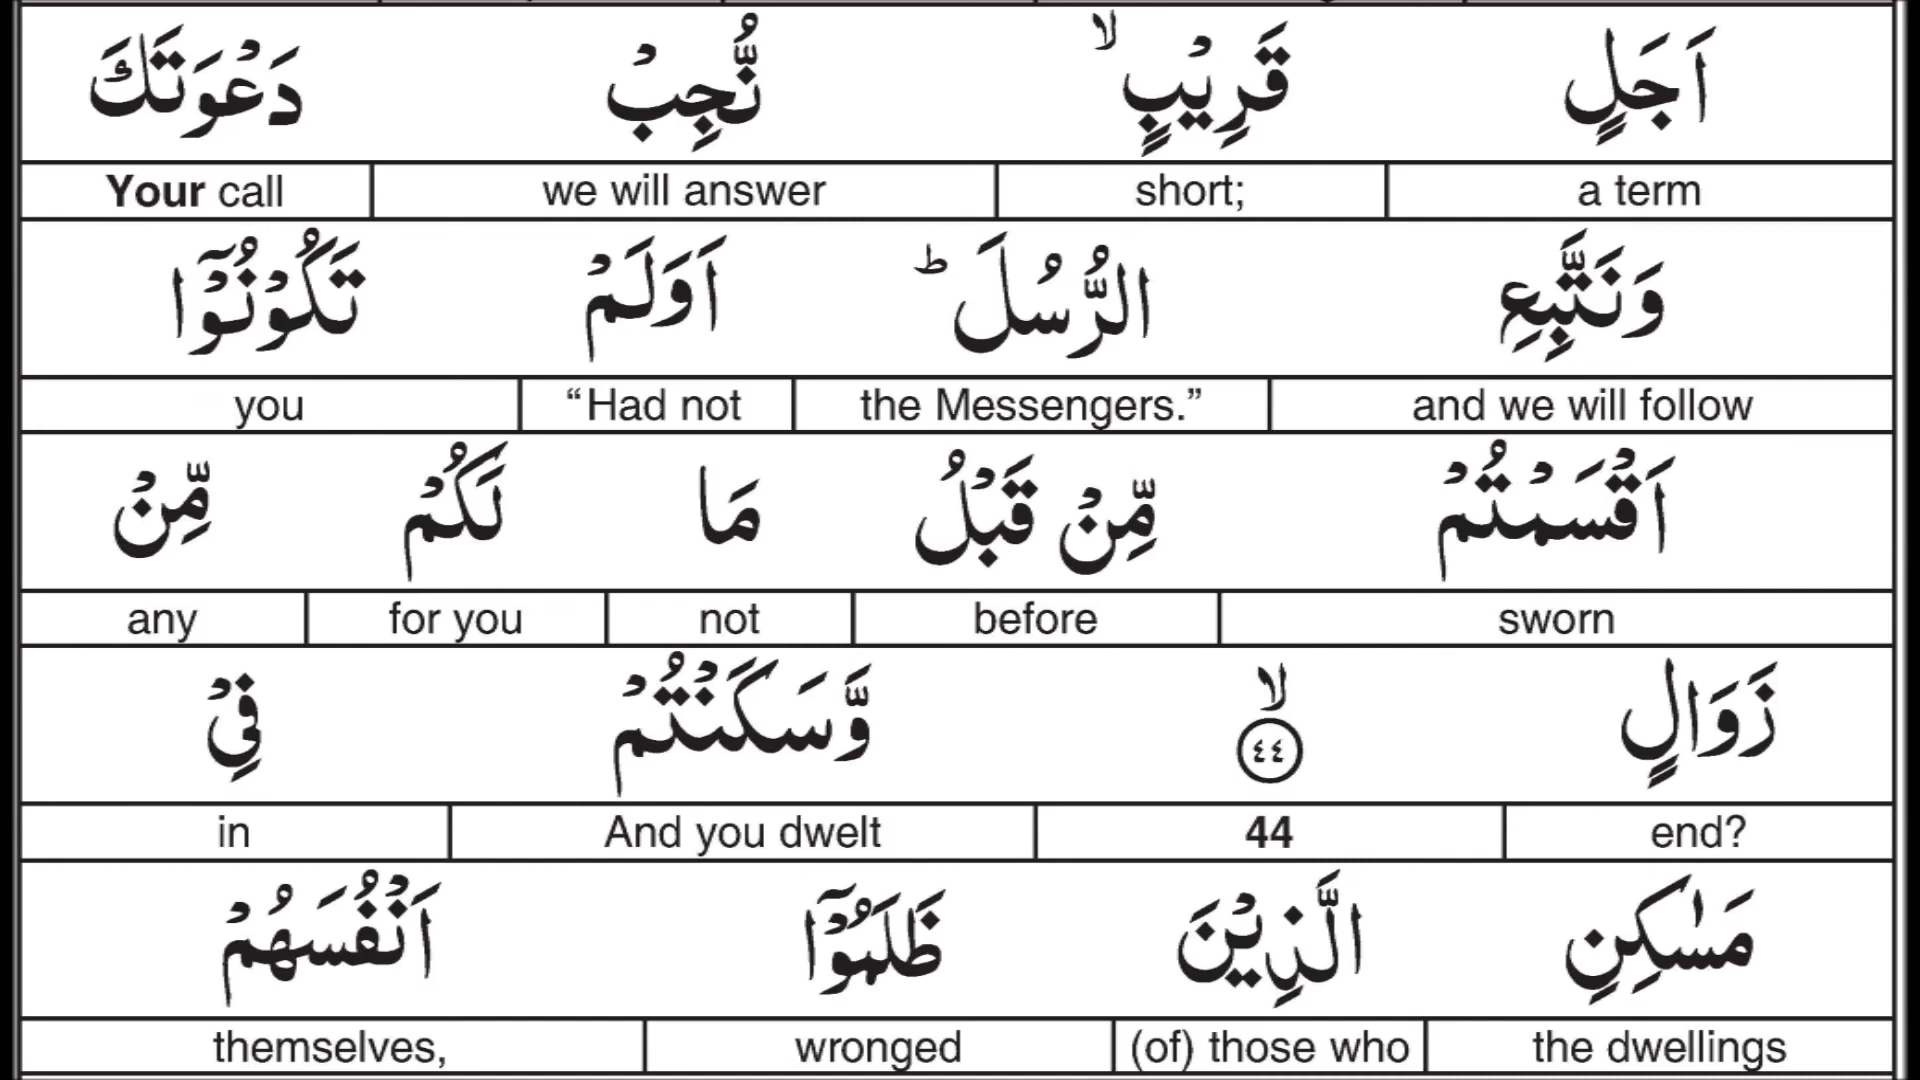 اَجَلٍ قَرِيْبٍ ۙ نُّجِبْ دَعْوَتَكَ
Your call we will answer short; a term
وَنَتَّبِعِ الرُّسُلَ ؕ اَوَلَمْ تَكُوْنُوْۤا
you “Had not the Messengers.” and we will follow
اَقْسَمْتُمْ مِّنْ قَبْلُ مَا لَكُمْ مِّنْ
any for you not before sworn
زَوَالٍ ۙ ٤٤ وَّسَكَنْتُمْ فِيْ
in And you dwelt 44 end?
مَسٰكِنِ الَّذِيْنَ ظَلَمُوْۤا اَنْفُسَهُمْ
themselves, wronged (of) those who the dwellings